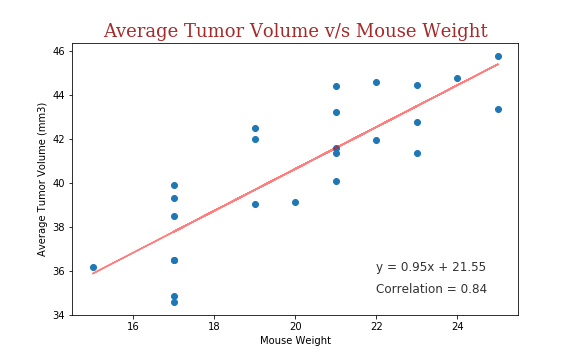 Average Tumor Volume v/s Mouse Weight
46
44
42
40
38
36
34
Average Tumor Volume (mm3)
y = 0.95x + 21.55
Correlation = 0.84
16 18 20 22 24
Mouse Weight